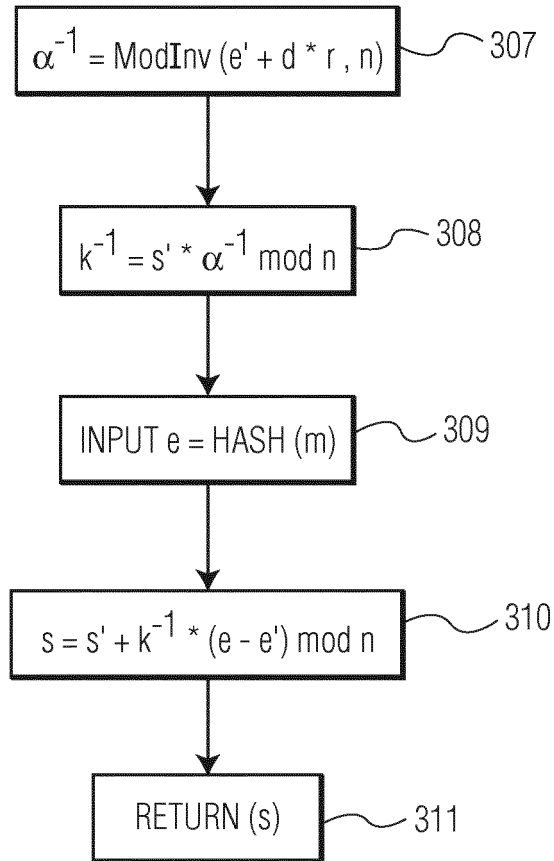 α⁻¹ = ModInv (e' + d * r , n)
307
k⁻¹ = s' * α⁻¹ mod n
308
INPUT e = HASH (m)
309
s = s' + k⁻¹ * (e - e') mod n
310
RETURN (s)
311